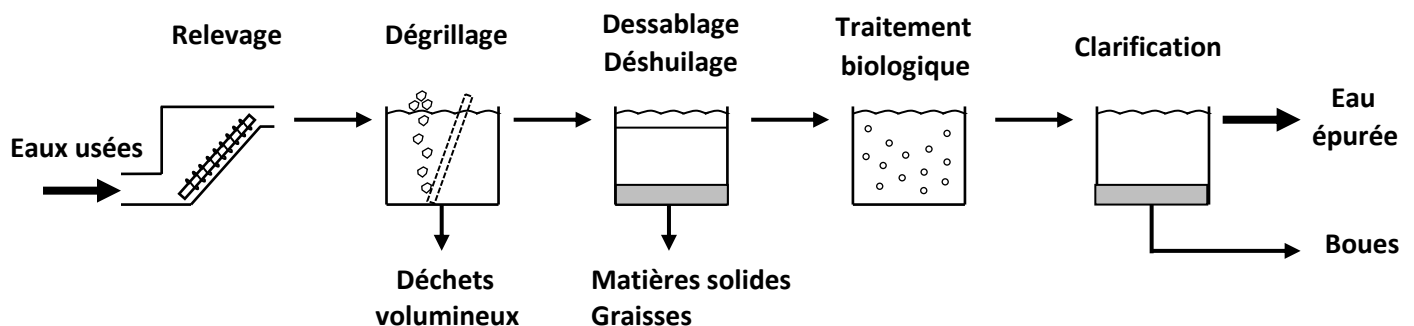 Relevage
Dégrillage
Dessablage
Déshuilage
Traitement
biologique
Clarification
Eaux usées
Eau
épurée
Déchets
volumineux
Matières solides
Graisses
Boues